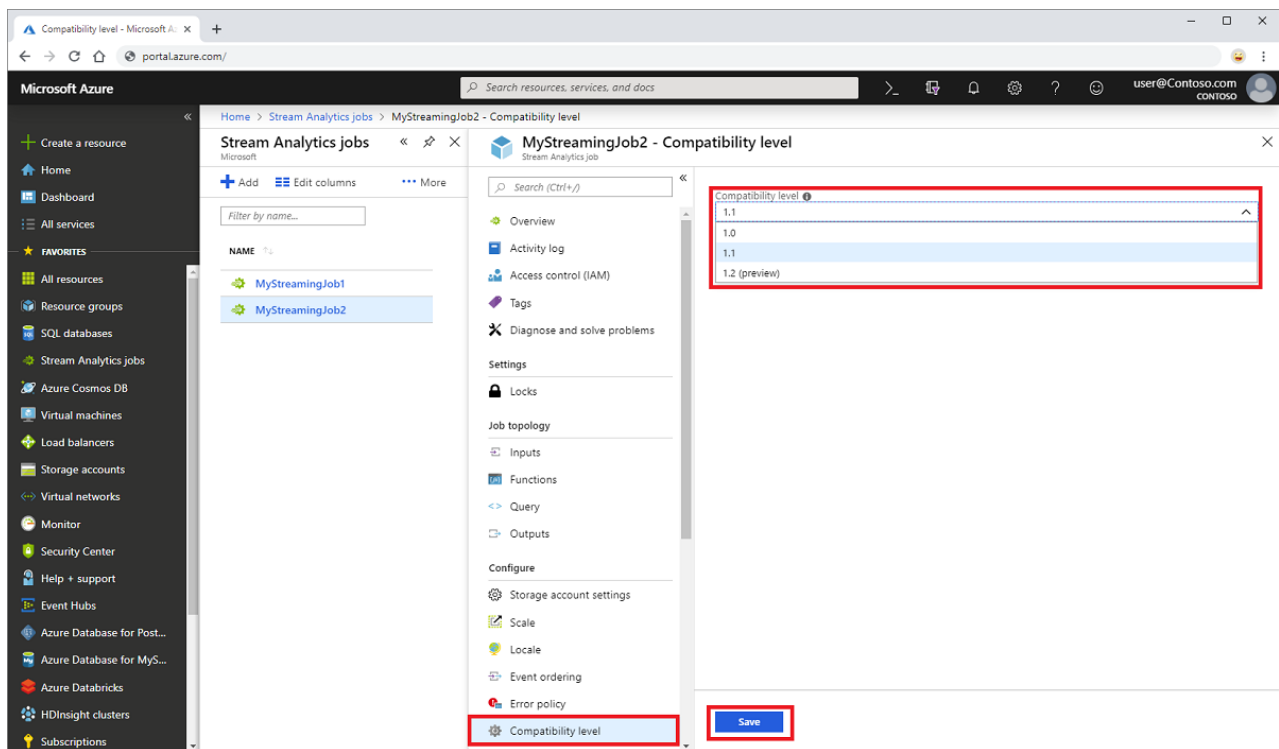 Compatibility level - Microsoft A
portal.azure.com/
Microsoft Azure
Search resources, services, and docs
user@Contoso.com
CONTOSO
Create a resource
Home
Dashboard
All services
FAVORITES
All resources
Resource groups
SQL databases
Stream Analytics jobs
Azure Cosmos DB
Virtual machines
Load balancers
Storage accounts
Virtual networks
Monitor
Security Center
Help + support
Event Hubs
Azure Database for Post...
Azure Database for MyS...
Azure Databricks
HDInsight clusters
Subscriptions
Home > Stream Analytics jobs > MyStreamingJob2 - Compatibility level
Stream Analytics jobs
Microsoft
Add Edit columns ••• More
Filter by name...
NAME
MyStreamingJob1
MyStreamingJob2
MyStreamingJob2 - Compatibility level
Stream Analytics job
Search (Ctrl+/)
Overview
Activity log
Access control (IAM)
Tags
Diagnose and solve problems
Settings
Locks
Job topology
Inputs
Functions
Query
Outputs
Configure
Storage account settings
Scale
Locale
Event ordering
Error policy
Compatibility level
Compatibility level
1.1
1.0
1.1
1.2 (preview)
Save